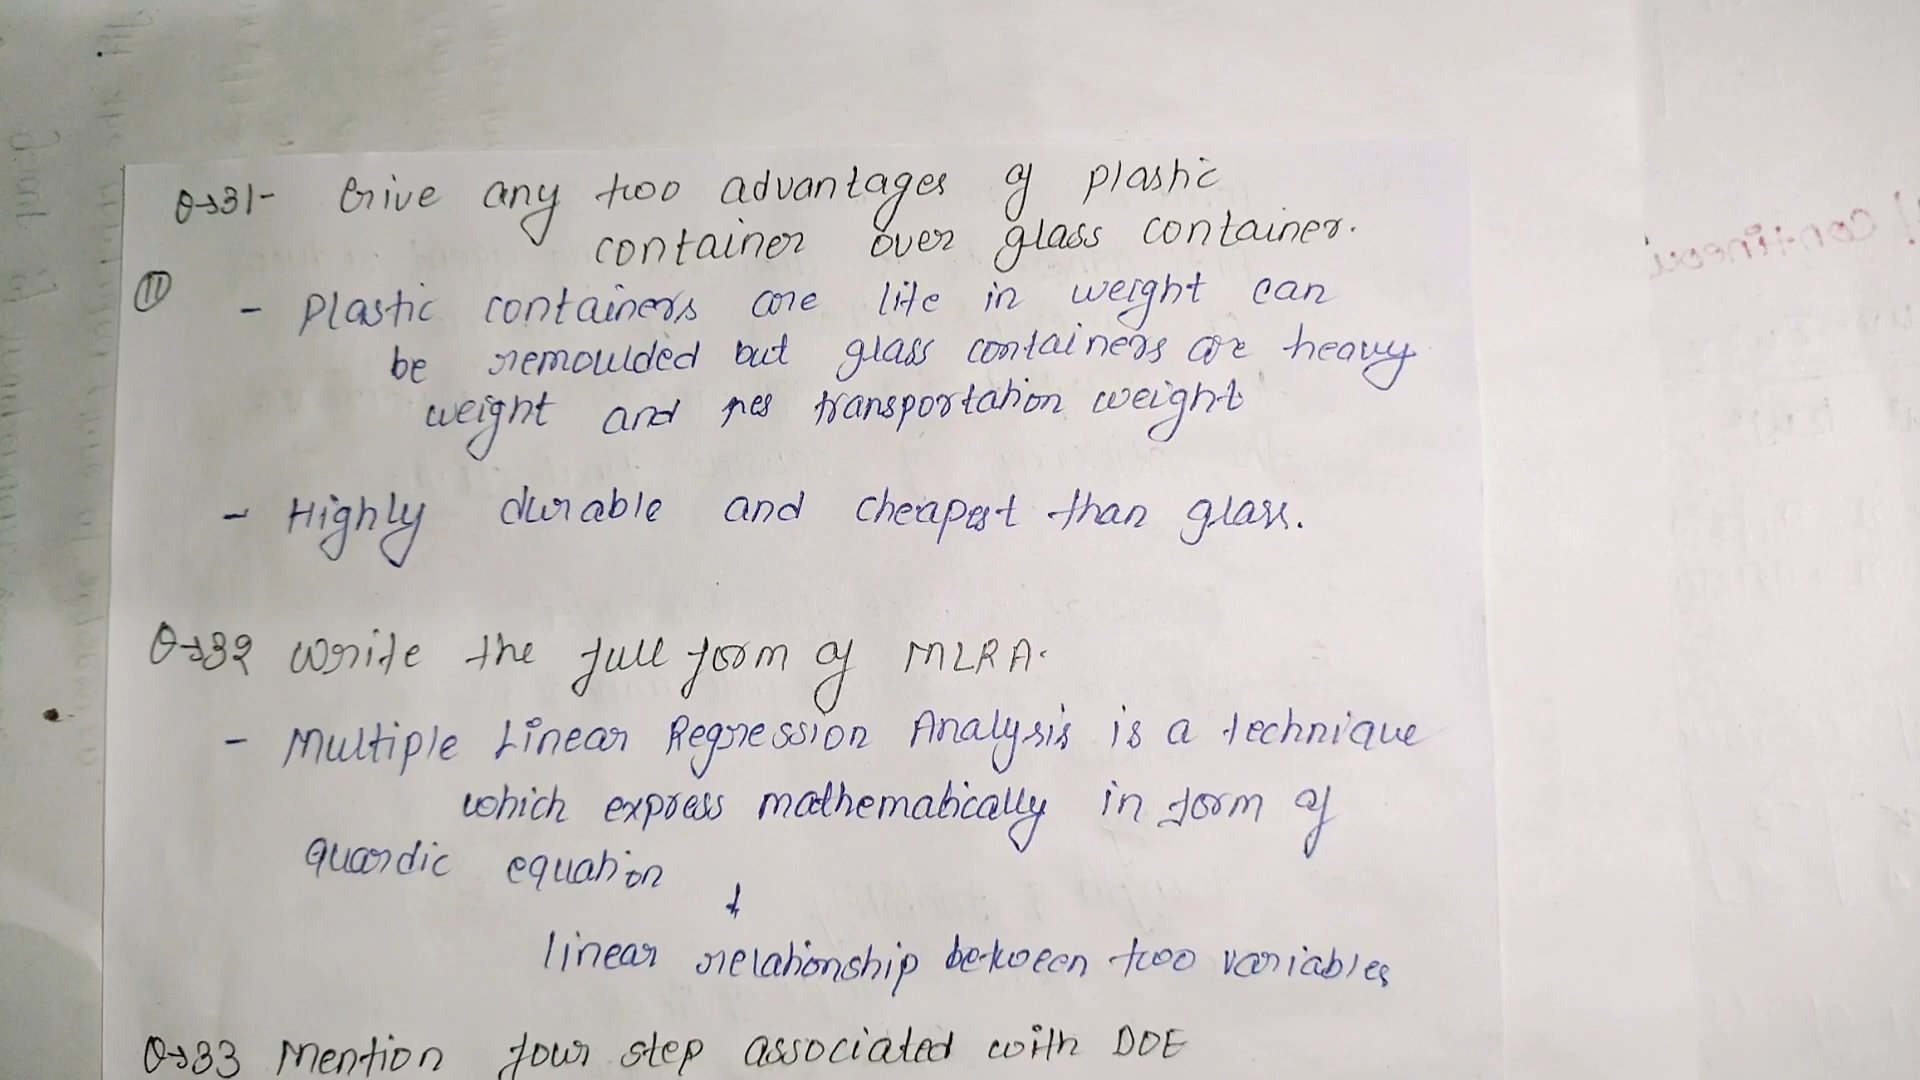 Q→31- Give any two advantages of plastic
container over glass container.
11
- Plastic containers are lite in weight can
be remoulded but glass containers are heavy
weight and transportation weight
- Highly durable and cheapest than glass.
Q→32 Write the full form of MLRA.
- Multiple Linear Regression Analysis is a technique
which express mathematically in form of
quardic equation
↓
linear relationship between two variables
Q→33 Mention four step associated with DOE